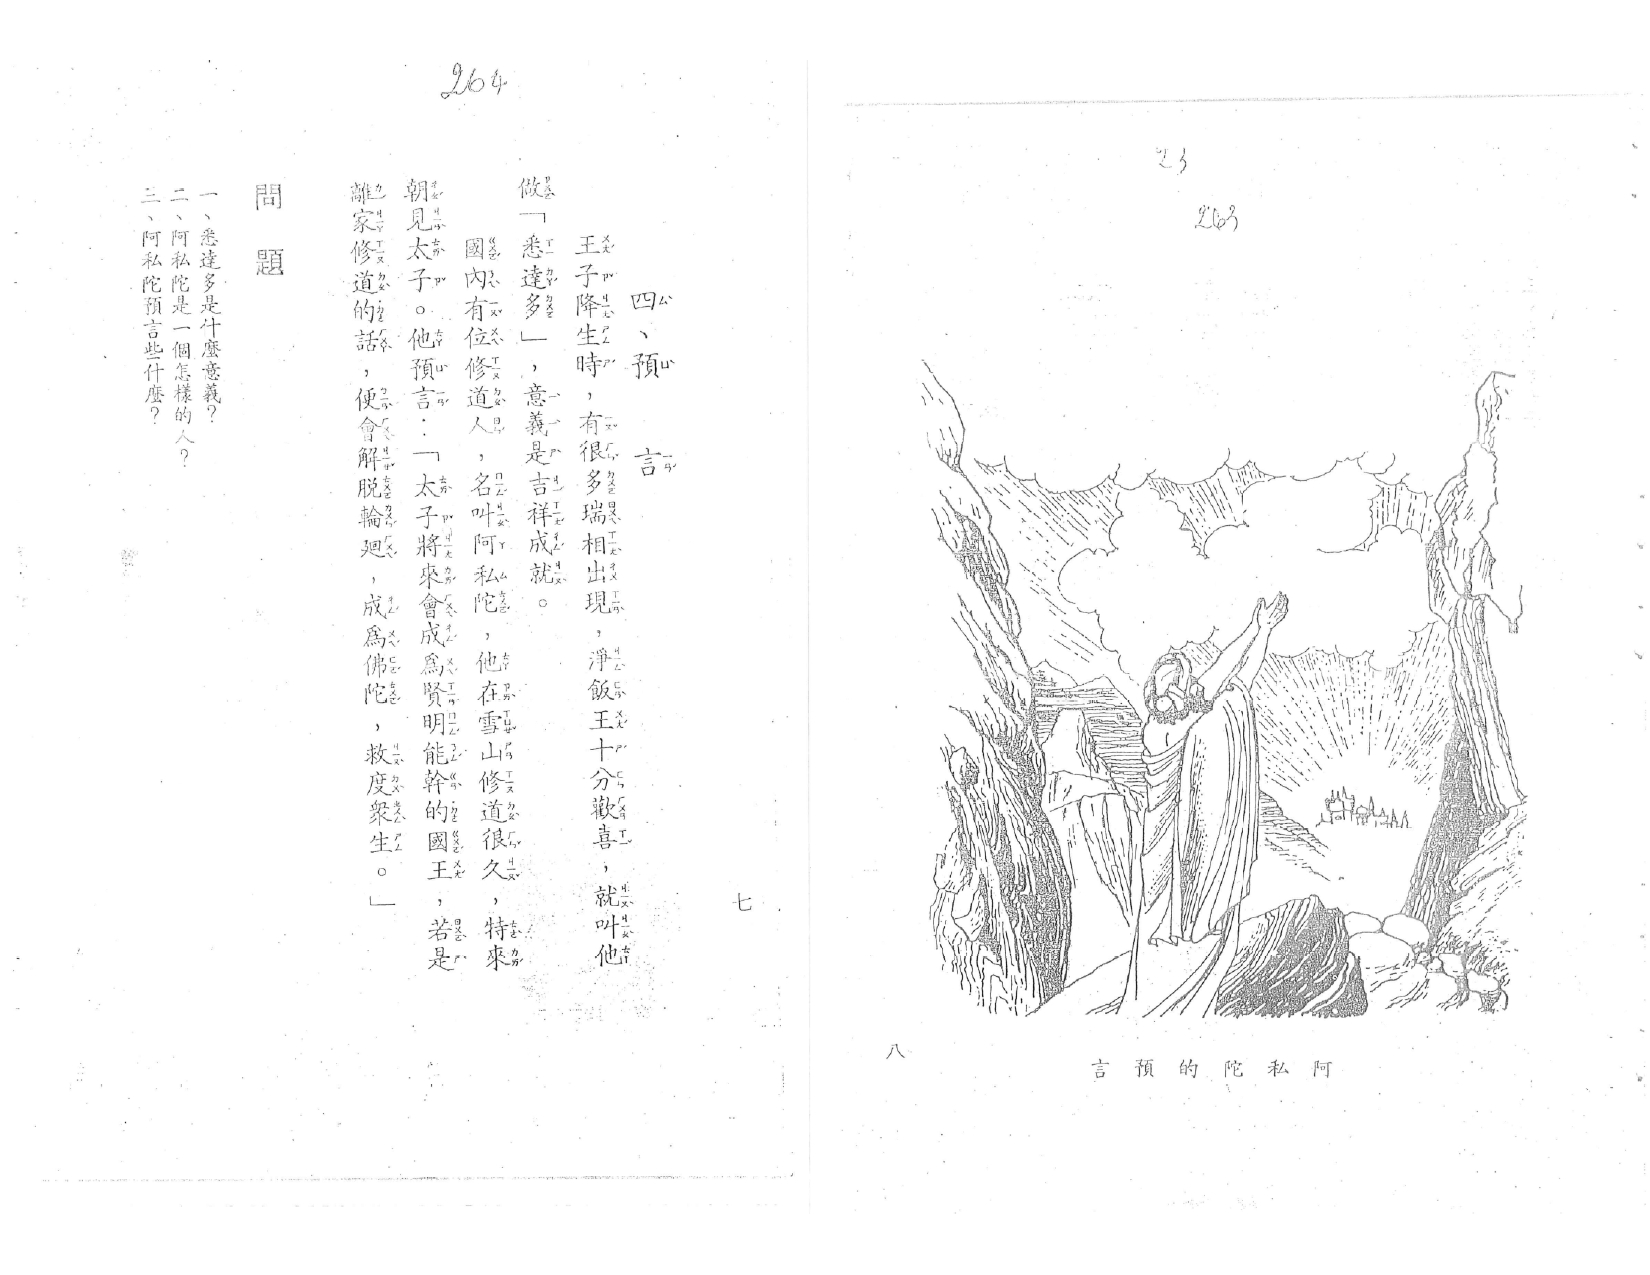 264
四、預言
王子降生時，有很多瑞相出現，淨飯王十分歡喜，就叫他
做「悉達多」，意義是吉祥成就。
國內有位修道人，名叫阿私陀，他在雪山修道很久，特來
朝見太子。他預言：「太子將來會成爲賢明能幹的國王，若是
離家修道的話，便會解脫輪廻，成爲佛陀，救度衆生。」
問題
一、悉達多是什麼意義？
二、阿私陀是一個怎樣的人？
三、阿私陀預言些什麼？
七
23
263
言預的陀私阿
八